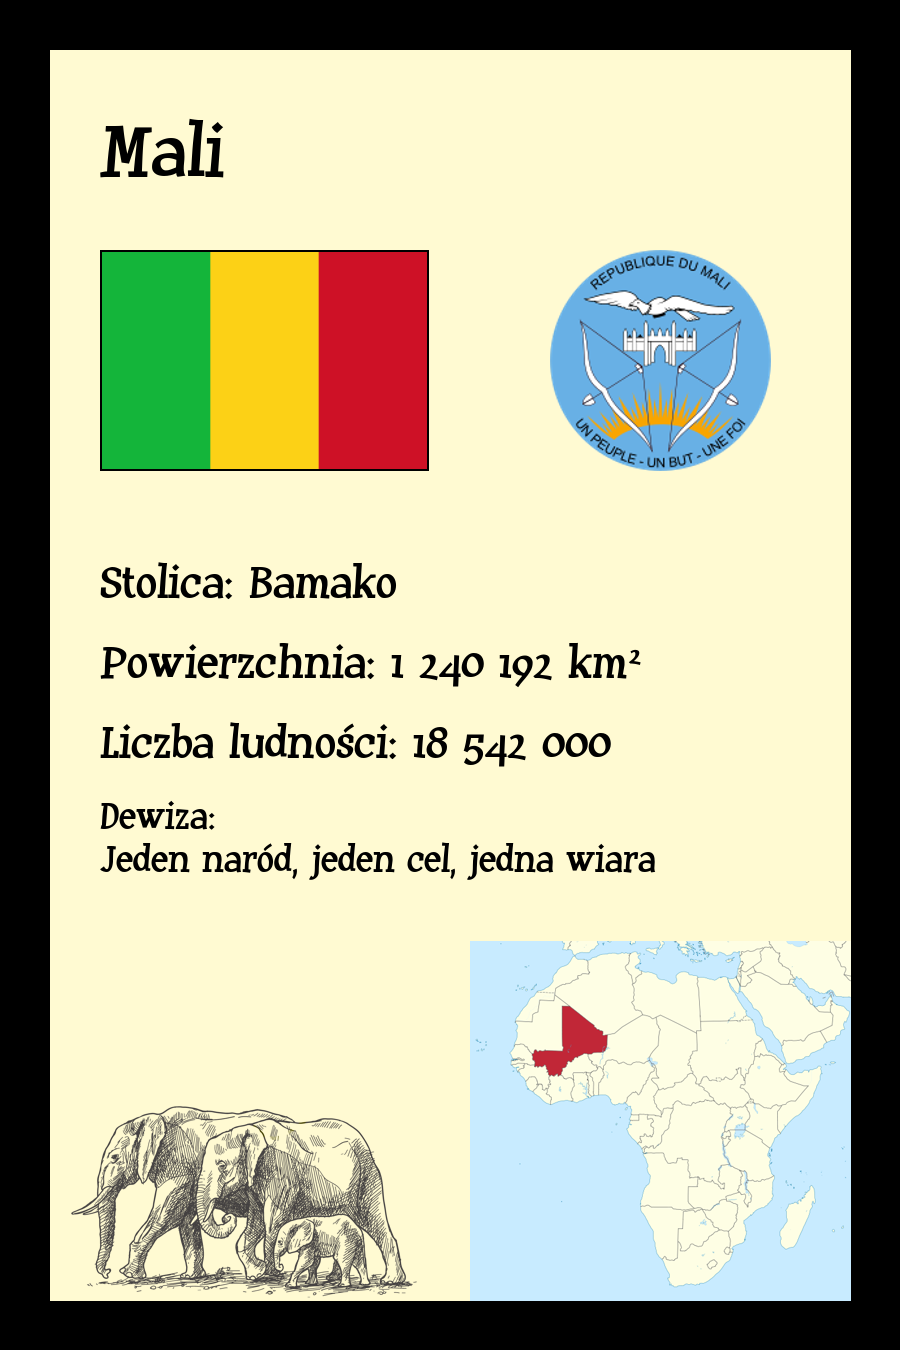 Mali
REPUBLIQUE DU MALI
UN PEUPLE - UN BUT - UNE FOI
Stolica: Bamako
Powierzchnia: 1 240 192 km²
Liczba ludności: 18 542 000
Dewiza:
Jeden naród, jeden cel, jedna wiara